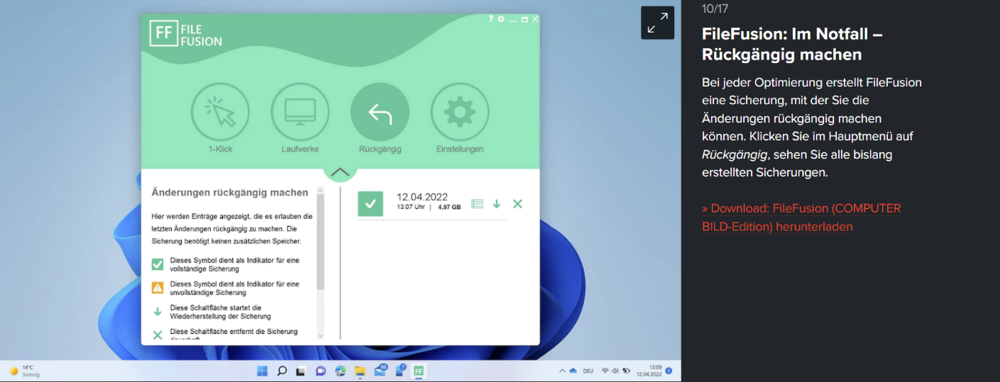 FF FILE
FUSION
?
1-Klick
Laufwerke
Rückgängig
Einstellungen
Änderungen rückgängig machen
Hier werden Einträge angezeigt, die es erlauben die
letzten Änderungen rückgängig zu machen. Die
Sicherung benötigt keinen zusätzlichen Speicher.
Dieses Symbol dient als Indikator für eine
vollständige Sicherung
Dieses Symbol dient als Indikator für eine
unvollständige Sicherung
Diese Schaltfläche startet die
Wiederherstellung der Sicherung
Diese Schaltfläche entfernt die Sicherung
12.04.2022
13:07 Uhr | 4,97 GB
14°C
Sonnig
80
7
FF
DEU
13:09
12.04.2022
1
10/17
FileFusion: Im Notfall –
Rückgängig machen
Bei jeder Optimierung erstellt FileFusion
eine Sicherung, mit der Sie die
Änderungen rückgängig machen
können. Klicken Sie im Hauptmenü auf
Rückgängig, sehen Sie alle bislang
erstellten Sicherungen.
» Download: FileFusion (COMPUTER
BILD-Edition) herunterladen